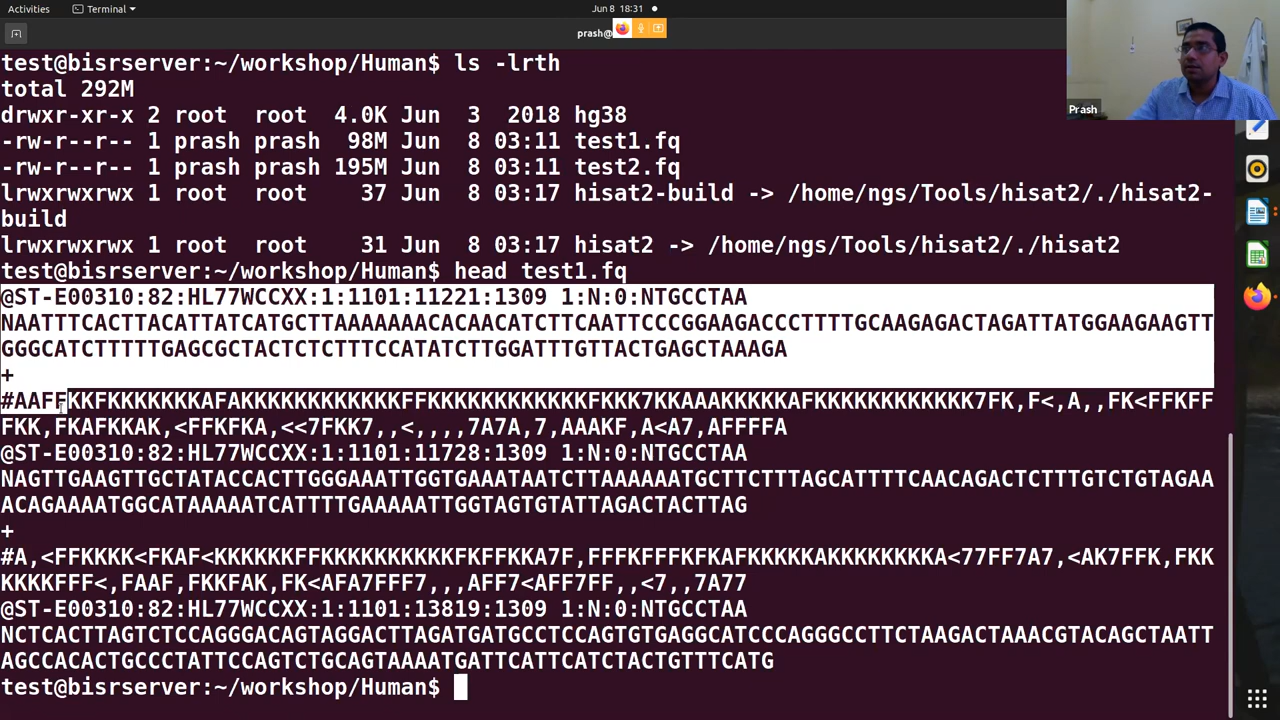 Activities
Terminal
Jun 8 18:31
prash@
test@bisrserver:~/workshop/Human$ ls -lrth
total 292M
drwxr-xr-x 2 root  root  4.0K Jun  3  2018 hg38
-rw-r--r-- 1 prash prash  98M Jun  8 03:11 test1.fq
-rw-r--r-- 1 prash prash 195M Jun  8 03:11 test2.fq
lrwxrwxrwx 1 root  root    37 Jun  8 03:17 hisat2-build -> /home/ngs/Tools/hisat2/./hisat2-
build
lrwxrwxrwx 1 root  root    31 Jun  8 03:17 hisat2 -> /home/ngs/Tools/hisat2/./hisat2
test@bisrserver:~/workshop/Human$ head test1.fq
@ST-E00310:82:HL77WCCXX:1:1101:11221:1309 1:N:0:NTGCCTAA
NAATTTCACTTACATTATCATGCTTAAAAAAACACAACATCTTCAATTCCCGGAAGACCCTTTTGCAAGAGACTAGATTATGGAAGAAGTT
GGGCATCTTTTTGAGCGCTACTCTCTTTCCATATCTTGGATTTGTTACTGAGCTAAAGA
+
#AAFFKKFKKKKKKKAFAKKKKKKKKKKKKFFKKKKKKKKKKKKFKKK7KKAAAKKKKKAFKKKKKKKKKKK7FK,F<,A,,FK<FFKFF
FKK,FKAFKKAK,<FFKFKA,<<7FKK7,,<,,,,7A7A,7,AAAKF,A<A7,AFFFFA
@ST-E00310:82:HL77WCCXX:1:1101:11728:1309 1:N:0:NTGCCTAA
NAGTTGAAGTTGCTATACCACTTGGGAAATTGGTGAAATAATCTTAAAAAATGCTTCTTTAGCATTTTCAACAGACTCTTTGTCTGTAGAA
ACAGAAAATGGCATAAAAATCATTTTGAAAAATTGGTAGTGTATTAGACTACTTAG
+
#A,<FFKKKK<FKAF<KKKKKKFFKKKKKKKKKKFKFFKKA7F,FFFKFFFKFKAFKKKKKAKKKKKKKKA<77FF7A7,<AK7FFK,FKK
KKKKFFF<,FAAF,FKKFAK,FK<AFA7FFF7,,,AFF7<AFF7FF,,<7,,7A77
@ST-E00310:82:HL77WCCXX:1:1101:13819:1309 1:N:0:NTGCCTAA
NCTCACTTAGTCTCCAGGGACAGTAGGACTTAGATGATGCCTCCAGTGTGAGGCATCCCAGGGCCTTCTAAGACTAAACGTACAGCTAATT
AGCCACACTGCCCTATTCCAGTCTGCAGTAAAATGATTCATTCATCTACTGTTTCATG
test@bisrserver:~/workshop/Human$
Prash